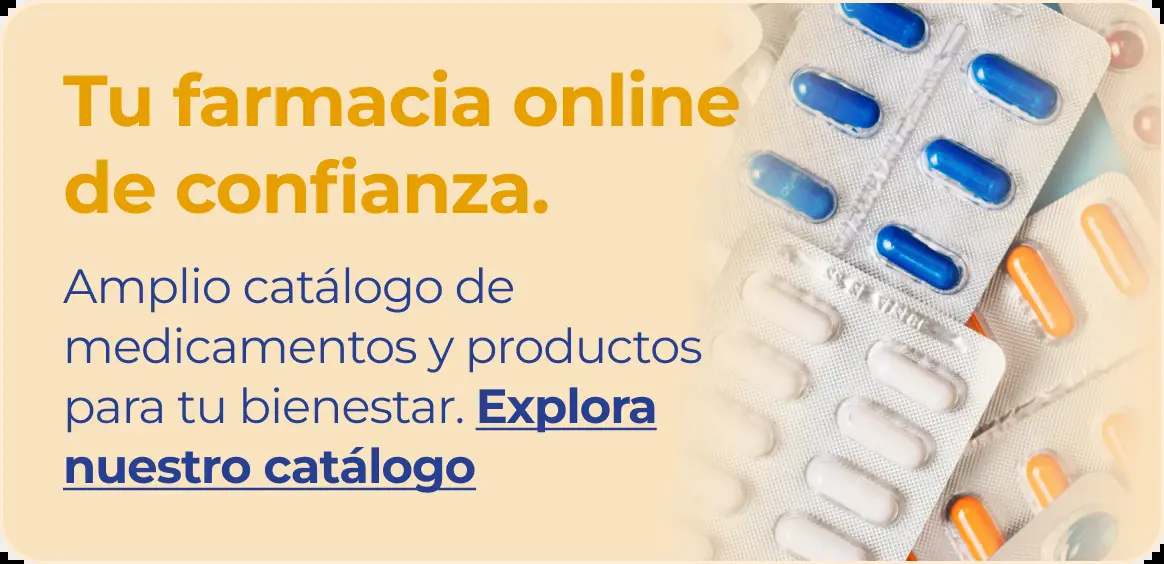 Tu farmacia online
de confianza.
Amplio catálogo de
medicamentos y productos
para tu bienestar. Explora
nuestro catálogo